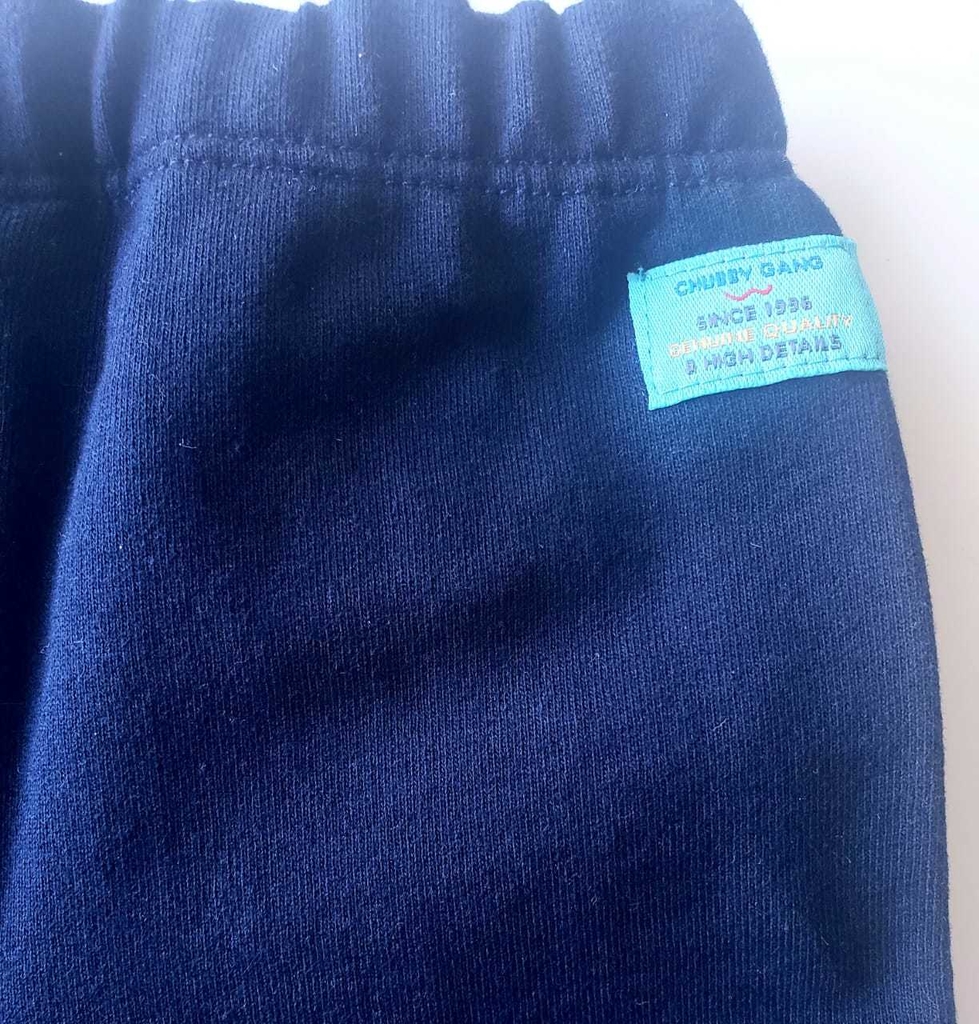 CHUBBY GANG
SINCE 1996
GENUINE QUALITY
& HIGH DETAILS